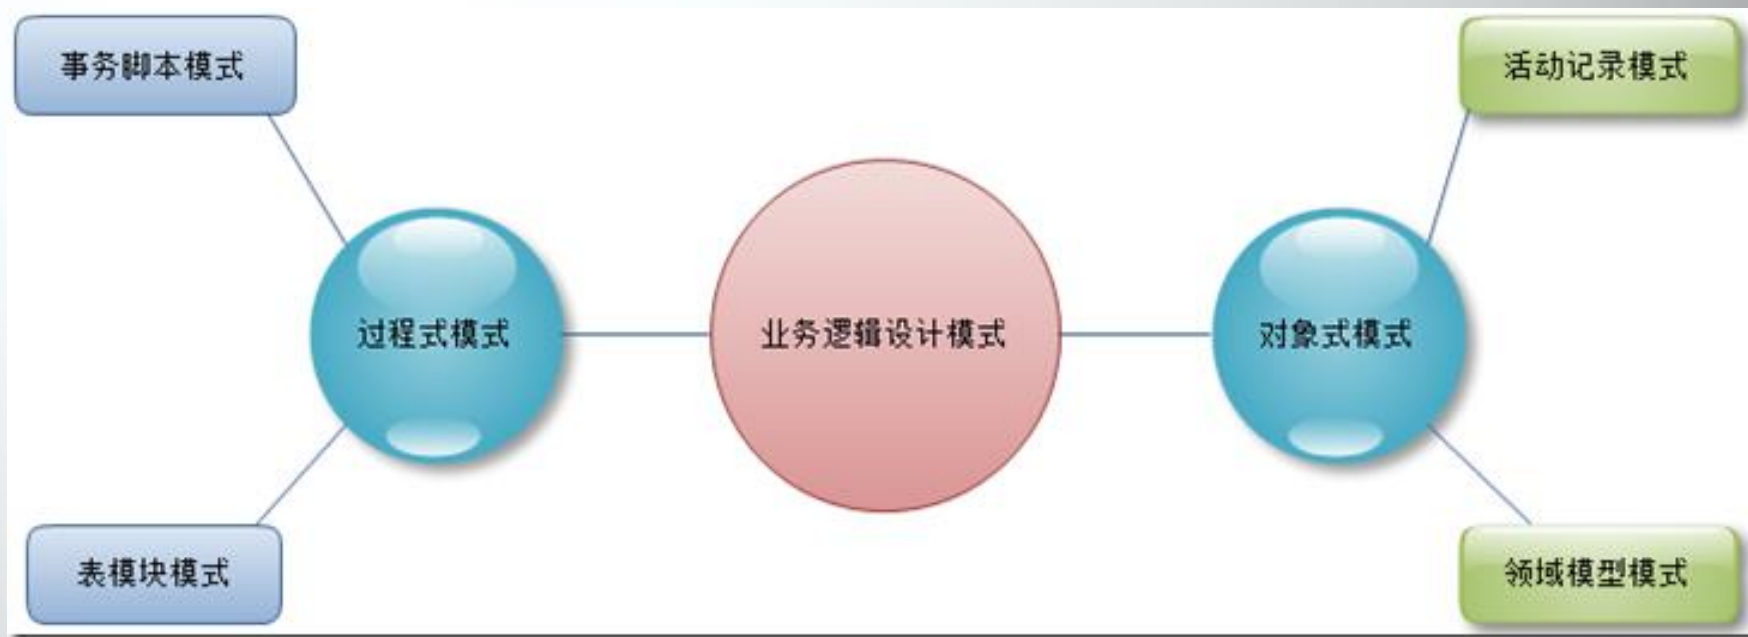 事务脚本模式
活动记录模式
过程式模式
业务逻辑设计模式
对象式模式
表模块模式
领域模型模式